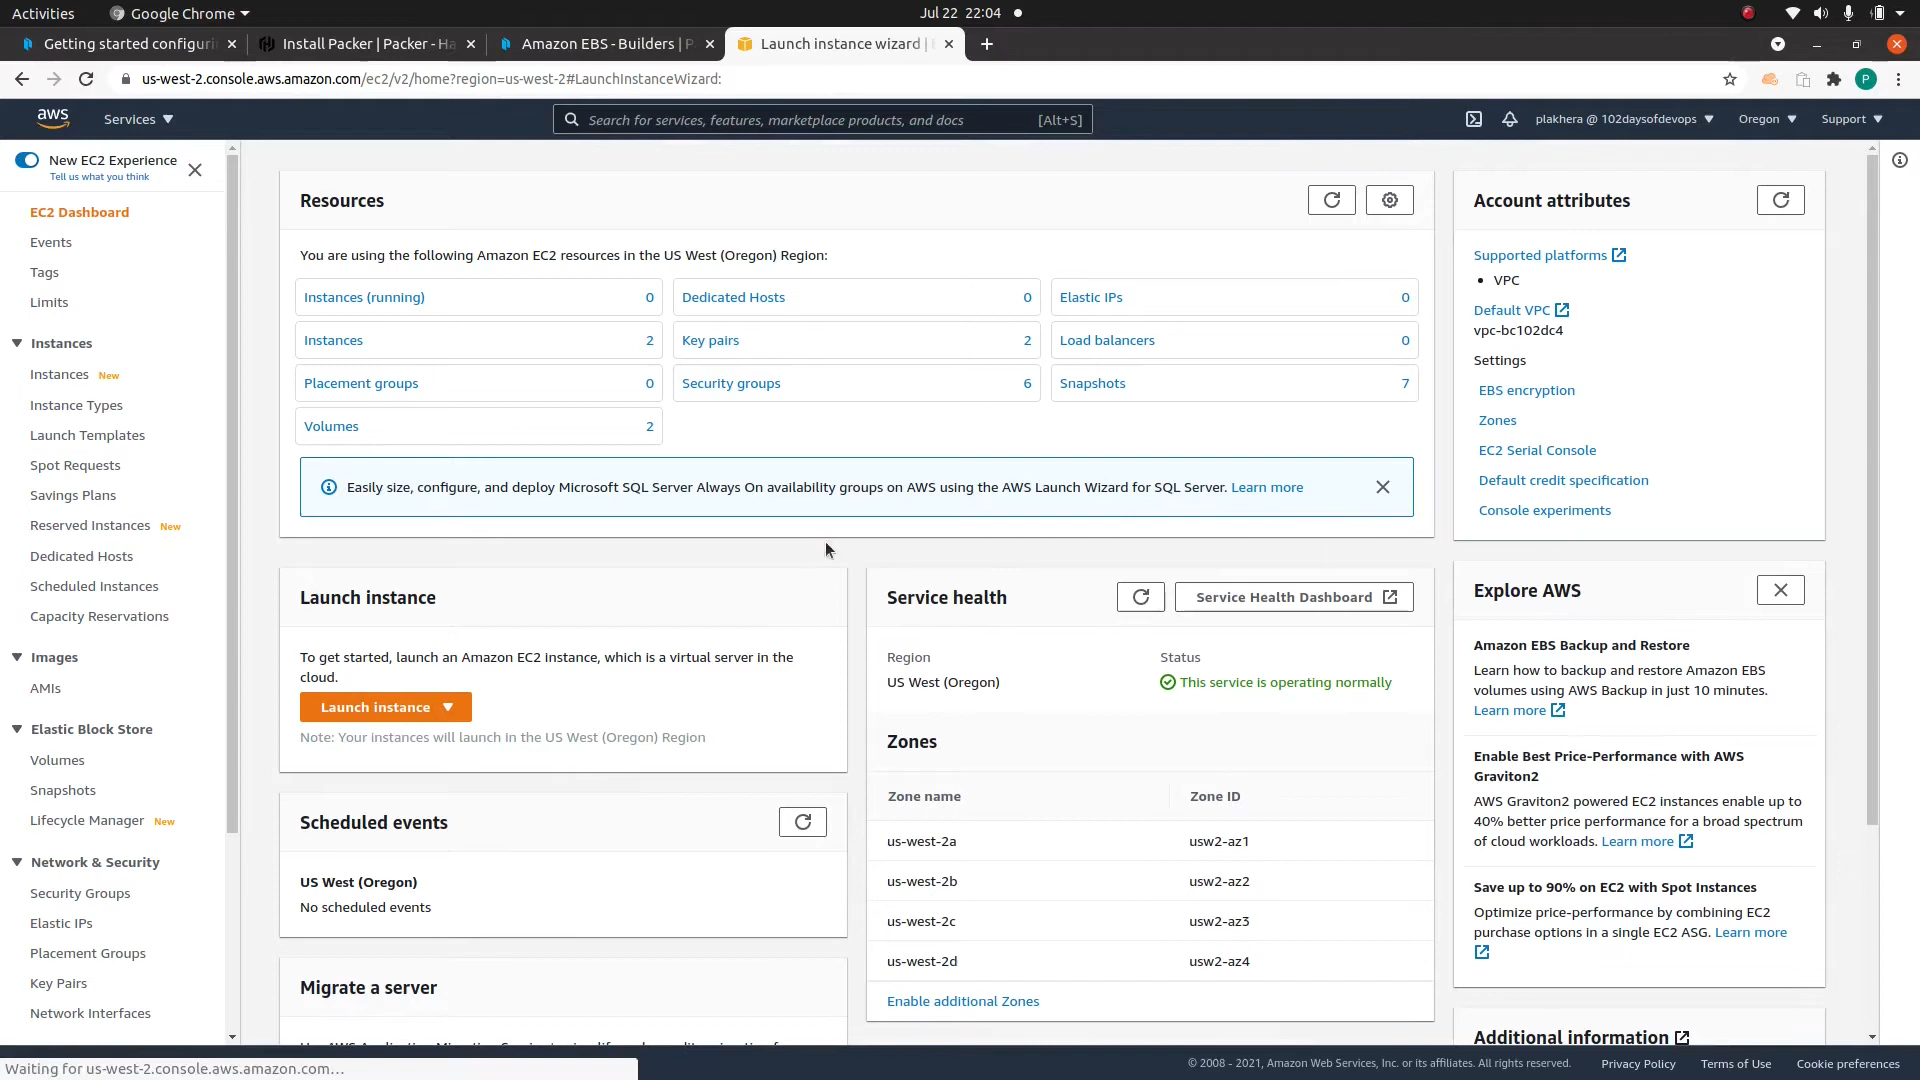 Activities
Google Chrome
Jul 22 22:04
Getting started configuri
Install Packer | Packer - Ha
Amazon EBS - Builders | P
Launch instance wizard |
us-west-2.console.aws.amazon.com/ec2/v2/home?region=us-west-2#LaunchInstanceWizard:
P
aws
Services
Search for services, features, marketplace products, and docs
[Alt+S]
plakhera @ 102daysofdevops
Oregon
Support
New EC2 Experience
Tell us what you think
EC2 Dashboard
Events
Tags
Limits
Instances
Instances New
Instance Types
Launch Templates
Spot Requests
Savings Plans
Reserved Instances New
Dedicated Hosts
Scheduled Instances
Capacity Reservations
Images
AMIs
Elastic Block Store
Volumes
Snapshots
Lifecycle Manager New
Network & Security
Security Groups
Elastic IPs
Placement Groups
Key Pairs
Network Interfaces
Resources
You are using the following Amazon EC2 resources in the US West (Oregon) Region:
Instances (running) 0
Dedicated Hosts 0
Elastic IPs 0
Instances 2
Key pairs 2
Load balancers 0
Placement groups 0
Security groups 6
Snapshots 7
Volumes 2
Easily size, configure, and deploy Microsoft SQL Server Always On availability groups on AWS using the AWS Launch Wizard for SQL Server. Learn more
Launch instance
To get started, launch an Amazon EC2 instance, which is a virtual server in the
cloud.
Launch instance
Note: Your instances will launch in the US West (Oregon) Region
Scheduled events
US West (Oregon)
No scheduled events
Migrate a server
Service health
Service Health Dashboard
Region
Status
US West (Oregon)
This service is operating normally
Zones
Zone name
Zone ID
us-west-2a
usw2-az1
us-west-2b
usw2-az2
us-west-2c
usw2-az3
us-west-2d
usw2-az4
Enable additional Zones
Account attributes
Supported platforms
VPC
Default VPC
vpc-bc102dc4
Settings
EBS encryption
Zones
EC2 Serial Console
Default credit specification
Console experiments
Explore AWS
Amazon EBS Backup and Restore
Learn how to backup and restore Amazon EBS
volumes using AWS Backup in just 10 minutes.
Learn more
Enable Best Price-Performance with AWS
Graviton2
AWS Graviton2 powered EC2 instances enable up to
40% better price performance for a broad spectrum
of cloud workloads. Learn more
Save up to 90% on EC2 with Spot Instances
Optimize price-performance by combining EC2
purchase options in a single EC2 ASG. Learn more
Additional information
Waiting for us-west-2.console.aws.amazon.com...
© 2008 - 2021, Amazon Web Services, Inc. or its affiliates. All rights reserved.
Privacy Policy
Terms of Use
Cookie preferences